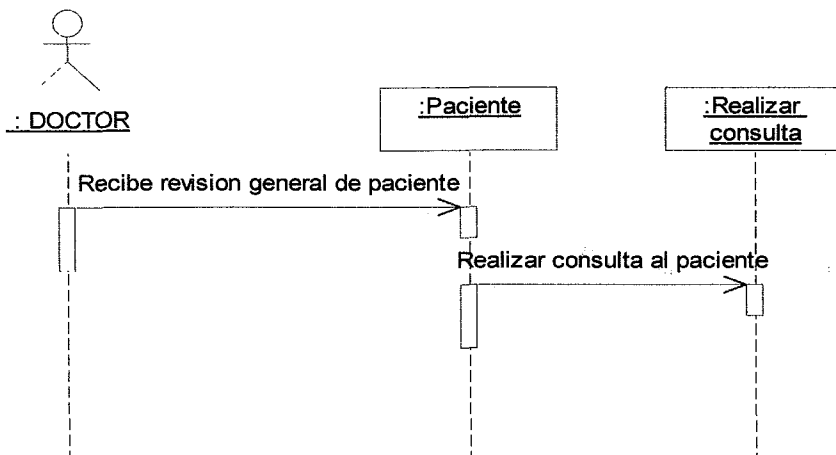 : DOCTOR
:Paciente
:Realizar
consulta
Recibe revision general de paciente
Realizar consulta al paciente